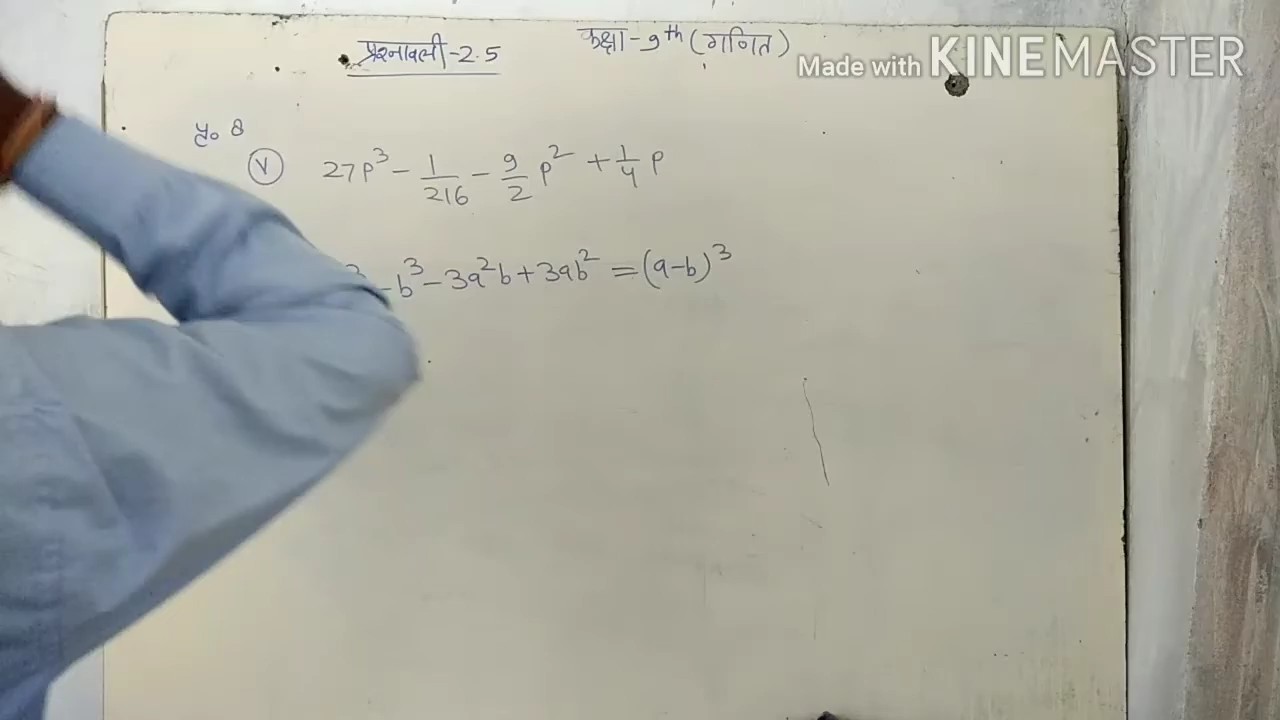 प्रश्नावली-2.5
कक्षा-9th (गणित)
Made with KINEMASTER
प्र० 8
(v) 27p³ - 1/216 - 9/2 p² + 1/4 p
³ - b³ - 3a²b + 3ab² = (a-b)³